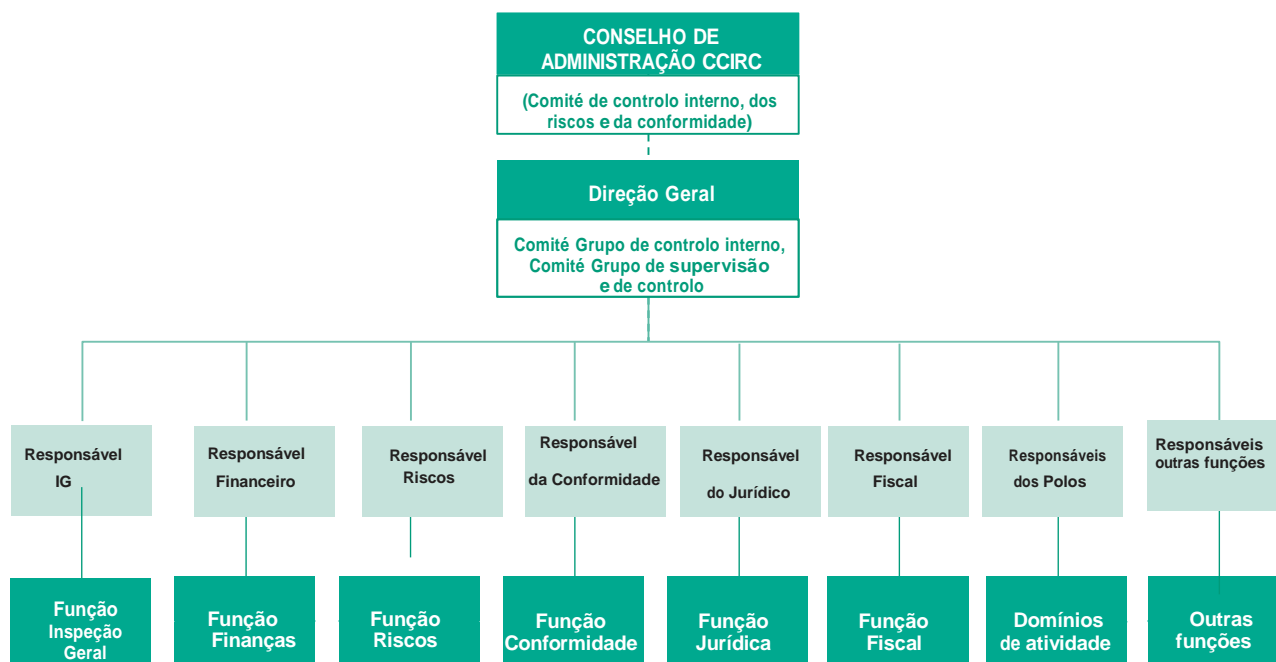 CONSELHO DE
ADMINISTRAÇÃO CCIRC
(Comité de controlo interno, dos
riscos e da conformidade)
Direção Geral
Comité Grupo de controlo interno,
Comité Grupo de supervisão
e de controlo
Responsável
IG
Responsável
Financeiro
Responsável
Riscos
Responsável
da Conformidade
Responsável
do Jurídico
Responsável
Fiscal
Responsáveis
dos Polos
Responsáveis
outras funções
Função
Inspeção
Geral
Função
Finanças
Função
Riscos
Função
Conformidade
Função
Jurídica
Função
Fiscal
Domínios
de atividade
Outras
funções